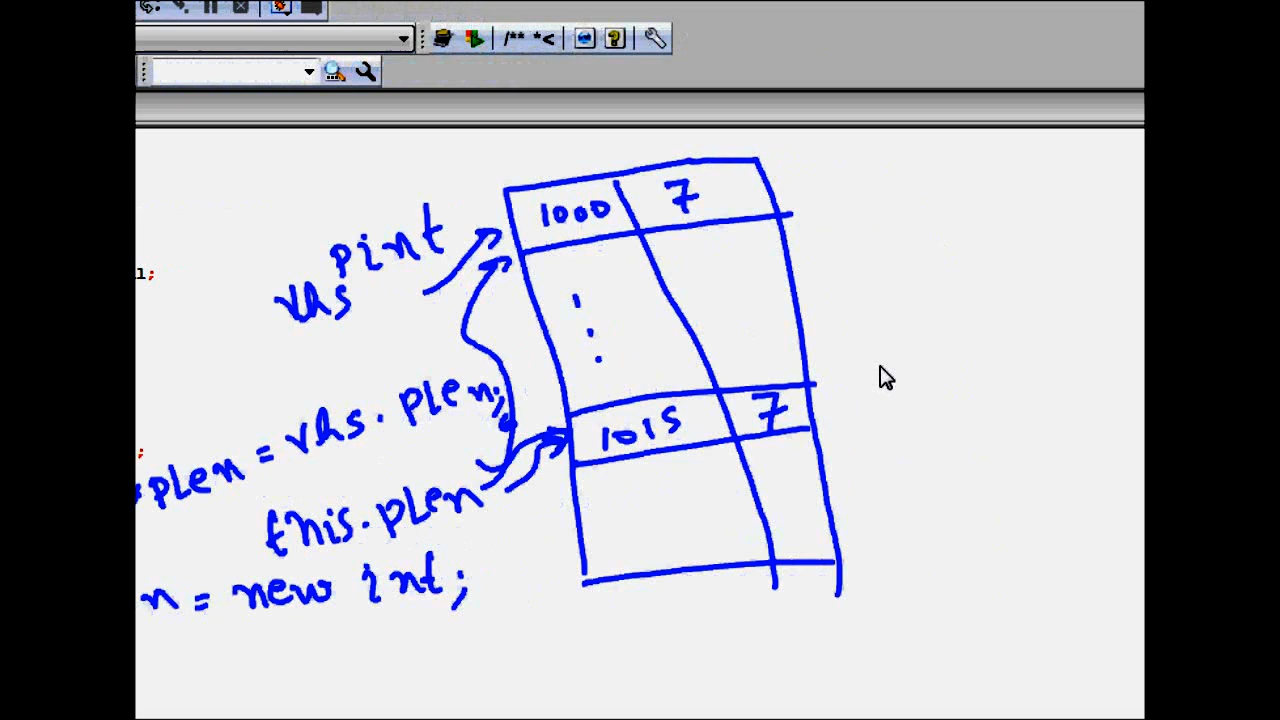 /** *<
1000 7
pint
rhs
l;
plen = rhs.plen;
;
1015 7
this.plen
n = new int;